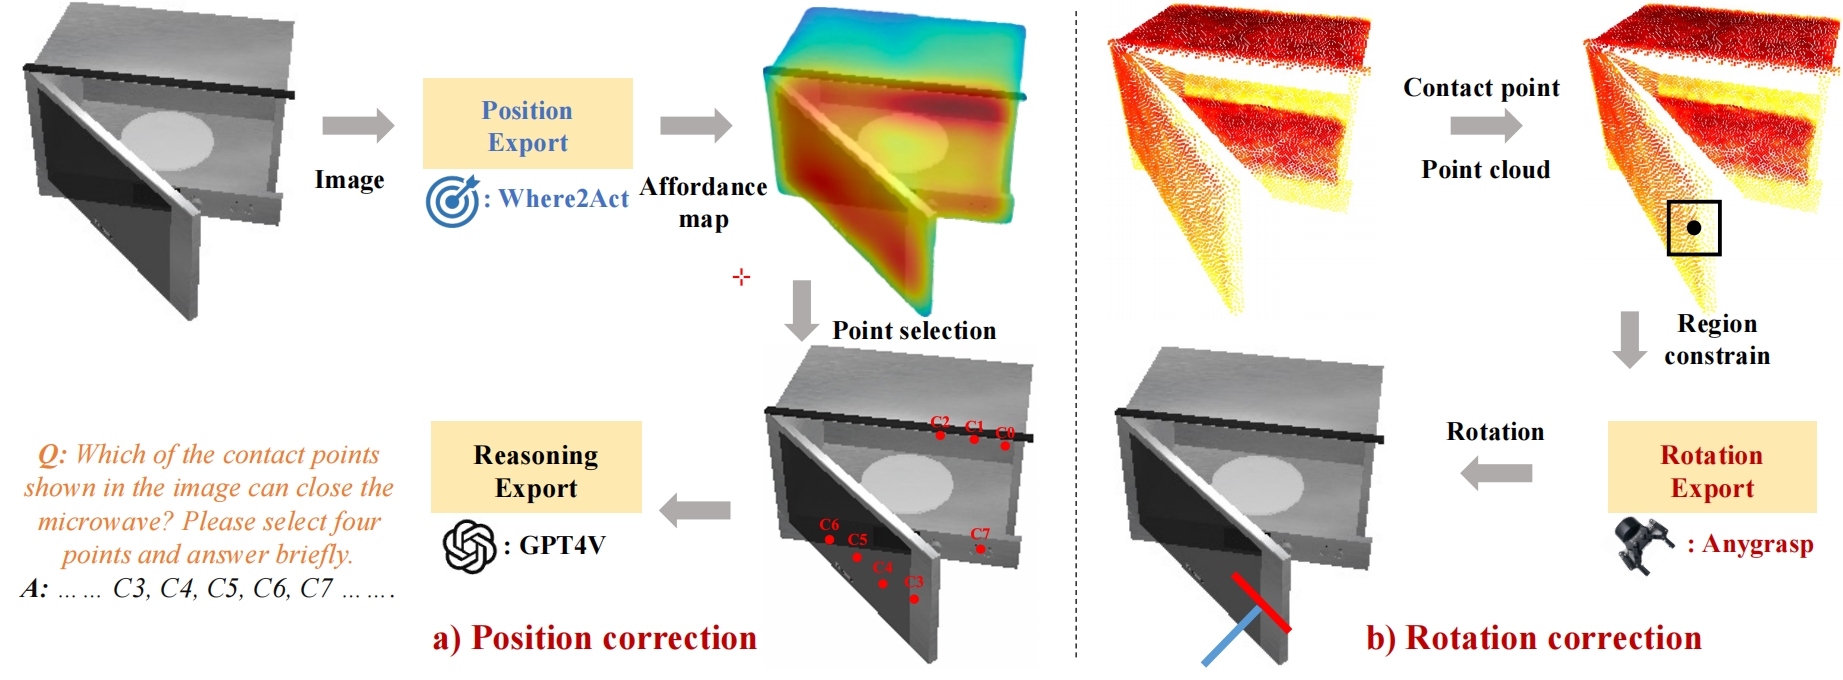 Position
Export
Image
: Where2Act
Affordance
map
Point selection
C2 C1 C0
C6
C5
C4
C3
C7
Reasoning
Export
: GPT4V
Q: Which of the contact points
shown in the image can close the
microwave? Please select four
points and answer briefly.
A: ... ... C3, C4, C5, C6, C7 ... ... .
a) Position correction
Contact point
Point cloud
Region
constrain
Rotation
Export
: Anygrasp
Rotation
b) Rotation correction